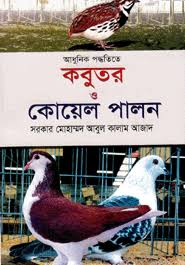 আধুনিক পদ্ধতিতে
কবুতর
ও
কোয়েল পালন
সরকার মোহাম্মদ আবুল কালাম আজাদ